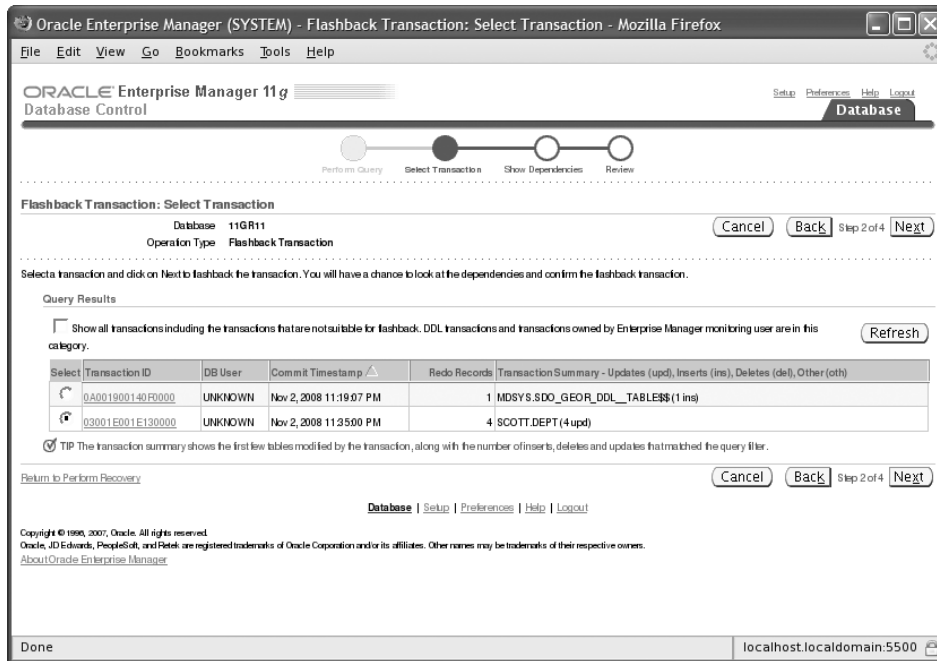 Oracle Enterprise Manager (SYSTEM) - Flashback Transaction: Select Transaction - Mozilla Firefox
File Edit View Go Bookmarks Tools Help
ORACLE Enterprise Manager 11g
Database Control
Setup Preferences Help Logout
Database
Perform Query Select Transaction Show Dependencies Review
Flashback Transaction: Select Transaction
Database 11GR11
Operation Type Flashback Transaction
Cancel Back Step 2 of 4 Next
Select a transaction and click on Next to flashback the transaction. You will have a chance to look at the dependencies and confirm the flashback transaction.
Query Results
Show all transactions including the transactions that are not suitable for flashback. DDL transactions and transactions owned by Enterprise Manager monitoring user are in this
category.
Refresh
Select Transaction ID DB User Commit Timestamp Redo Records Transaction Summary - Updates (upd), Inserts (ins), Deletes (del), Other (oth)
0A001900140F0000 UNKNOWN Nov 2, 2008 11:19:07 PM 1 MDSYS.SDO_GEOR_DDL__TABLE$$ (1 ins)
03001E001E130000 UNKNOWN Nov 2, 2008 11:35:00 PM 4 SCOTT.DEPT (4 upd)
TIP The transaction summary shows the first few tables modified by the transaction, along with the number of inserts, deletes and updates that matched the query filter.
Return to Perform Recovery
Cancel Back Step 2 of 4 Next
Database | Setup | Preferences | Help | Logout
Copyright © 1996, 2007, Oracle. All rights reserved.
Oracle, JD Edwards, PeopleSoft, and Retek are registered trademarks of Oracle Corporation and/or its affiliates. Other names may be trademarks of their respective owners.
About Oracle Enterprise Manager
Done
localhost.localdomain:5500